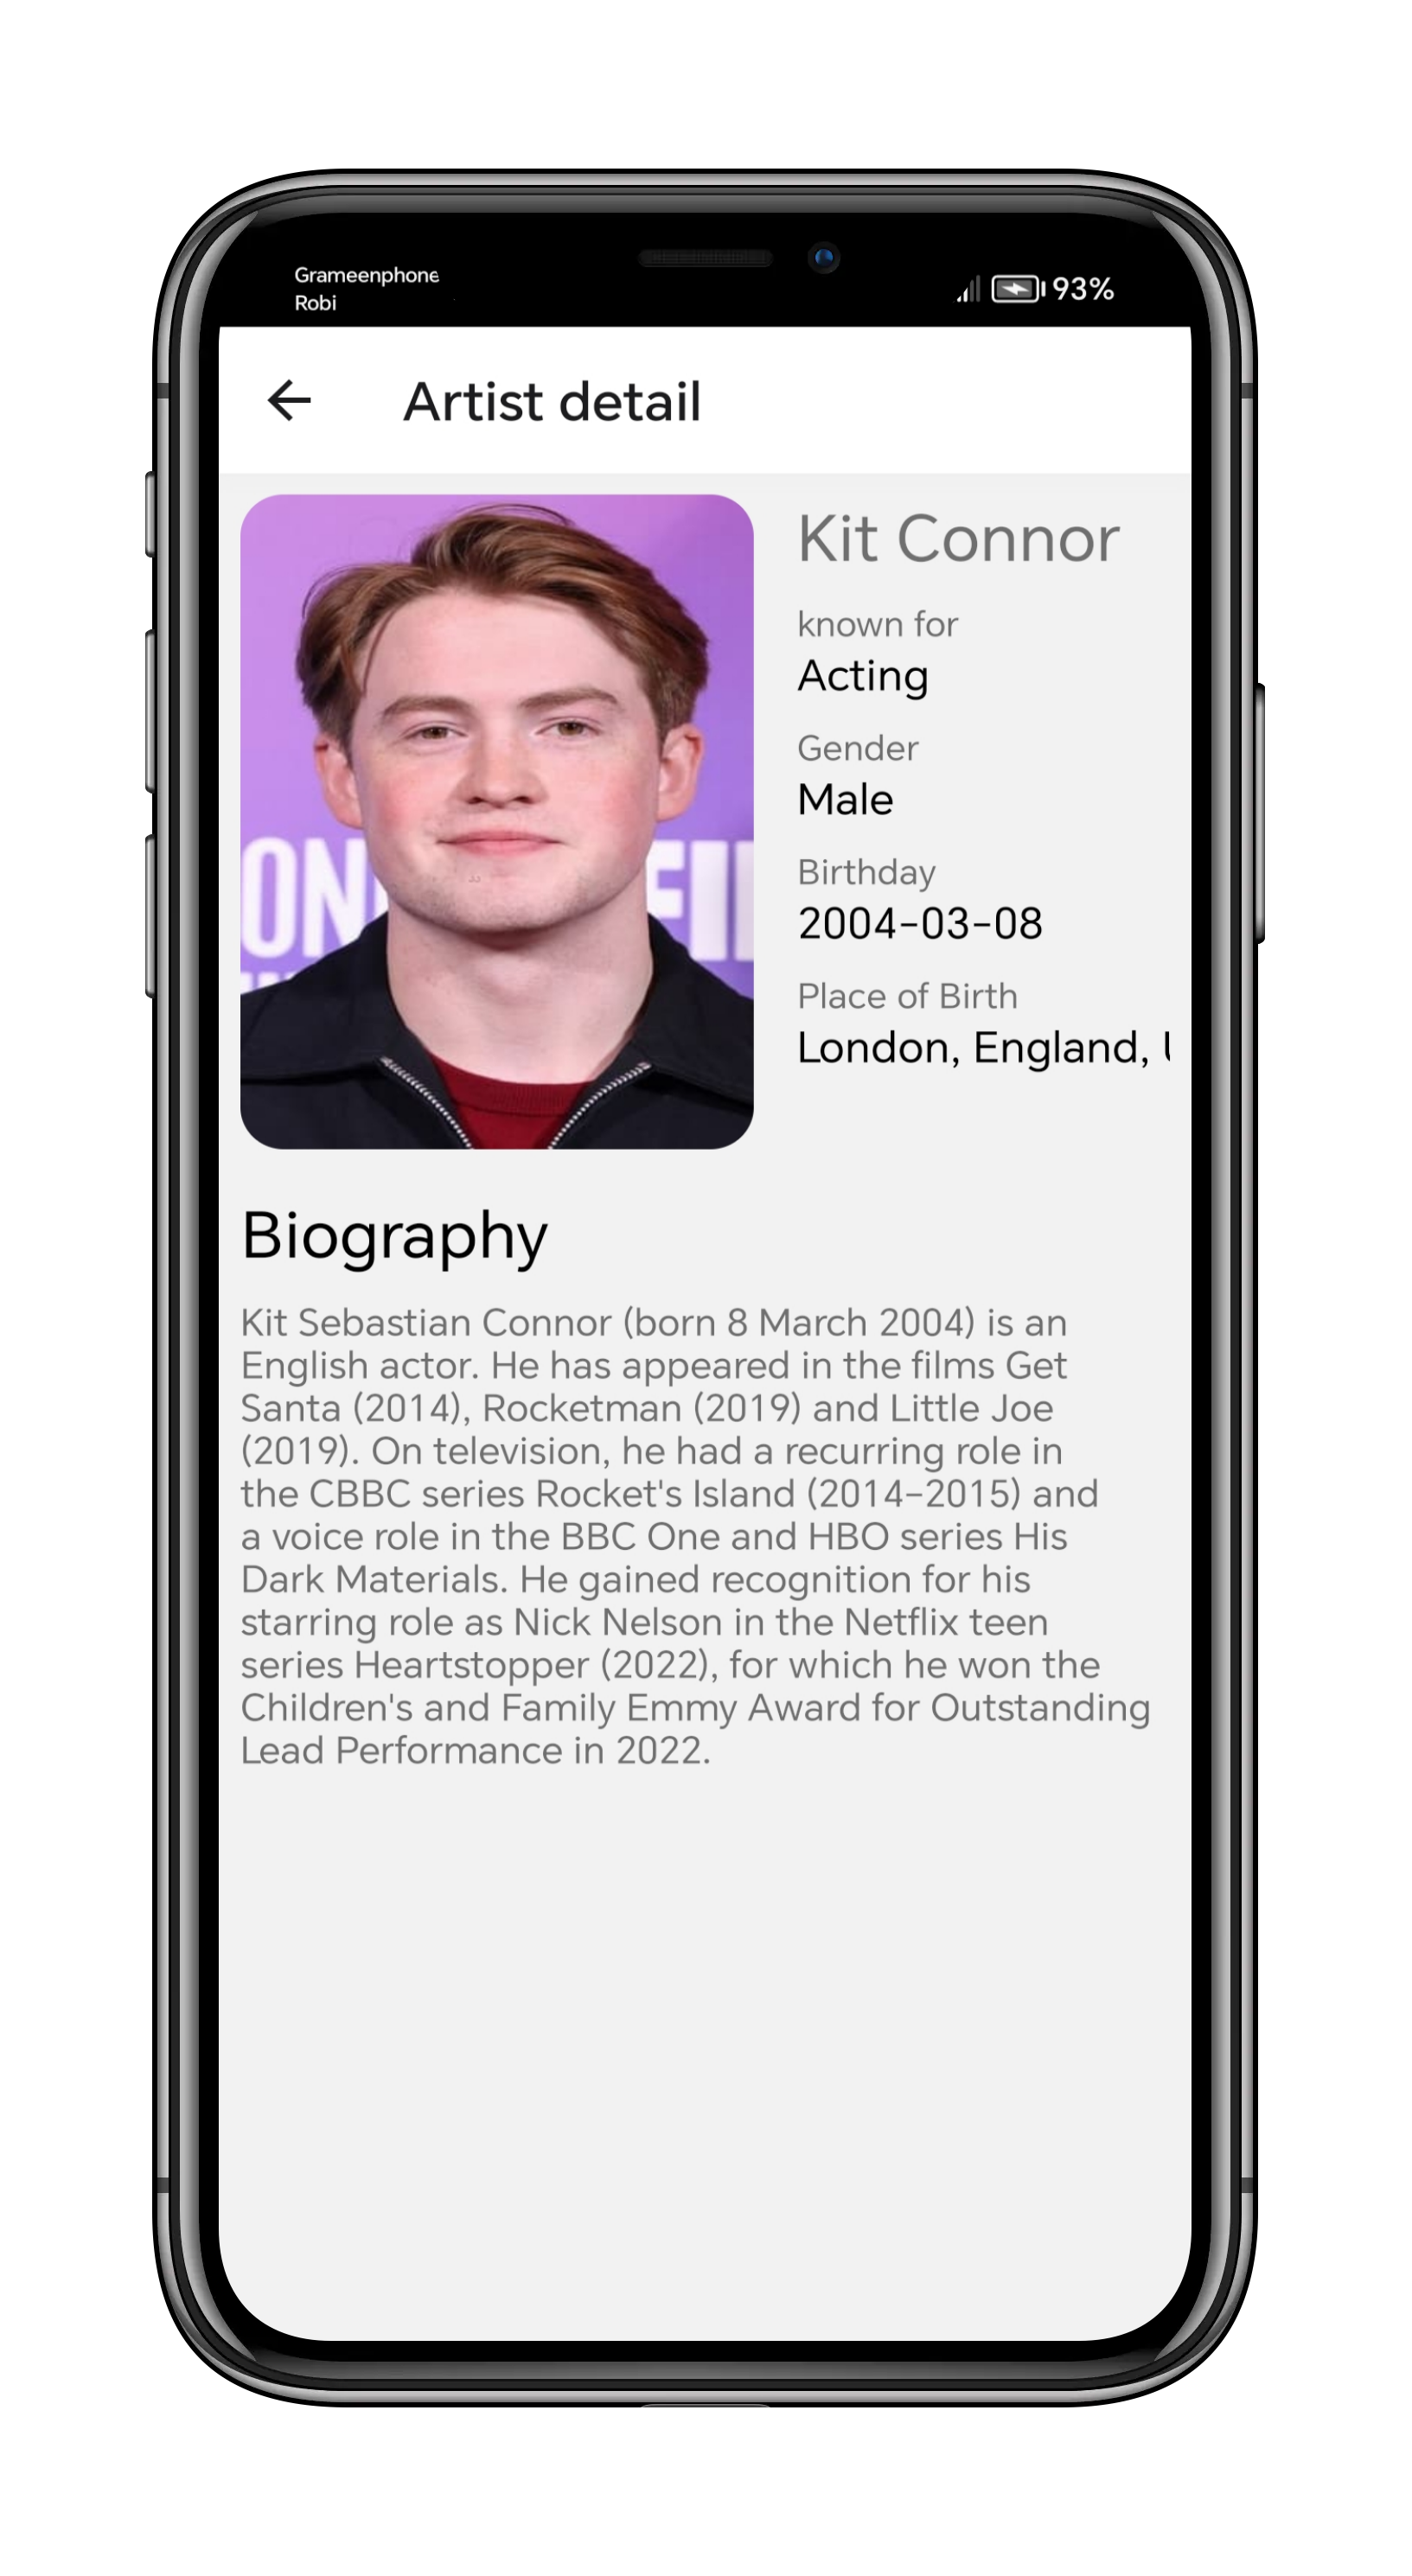 Grameenphone
Robi
93%
Artist detail
ON
FI
Kit Connor
known for
Acting
Gender
Male
Birthday
2004-03-08
Place of Birth
London, England,
Biography
Kit Sebastian Connor (born 8 March 2004) is an
English actor. He has appeared in the films Get
Santa (2014), Rocketman (2019) and Little Joe
(2019). On television, he had a recurring role in
the CBBC series Rocket's Island (2014–2015) and
a voice role in the BBC One and HBO series His
Dark Materials. He gained recognition for his
starring role as Nick Nelson in the Netflix teen
series Heartstopper (2022), for which he won the
Children's and Family Emmy Award for Outstanding
Lead Performance in 2022.